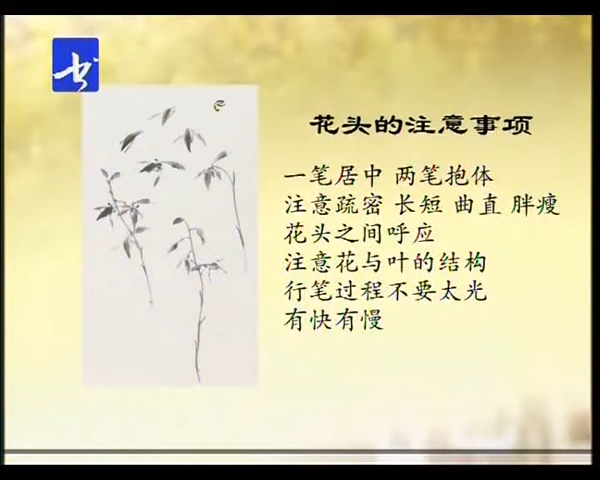 书
花头的注意事项
一笔居中 两笔抱体
注意疏密 长短 曲直 胖瘦
花头之间呼应
注意花与叶的结构
行笔过程不要太光
有快有慢